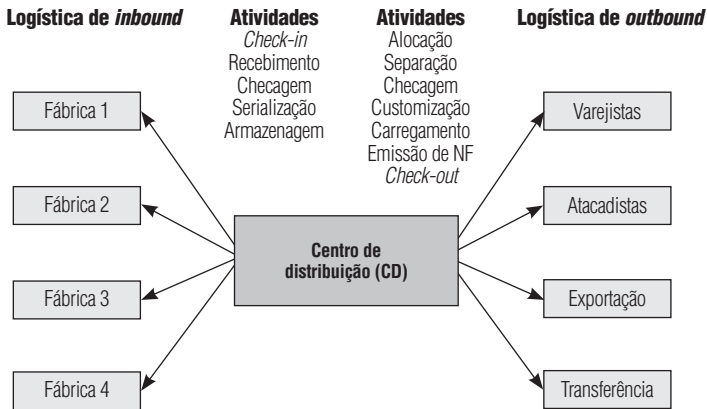 Logística de inbound
Atividades
Check-in
Recebimento
Checagem
Serialização
Armazenagem
Atividades
Alocação
Separação
Checagem
Customização
Carregamento
Emissão de NF
Check-out
Logística de outbound
Fábrica 1
Fábrica 2
Fábrica 3
Fábrica 4
Centro de
distribuição (CD)
Varejistas
Atacadistas
Exportação
Transferência